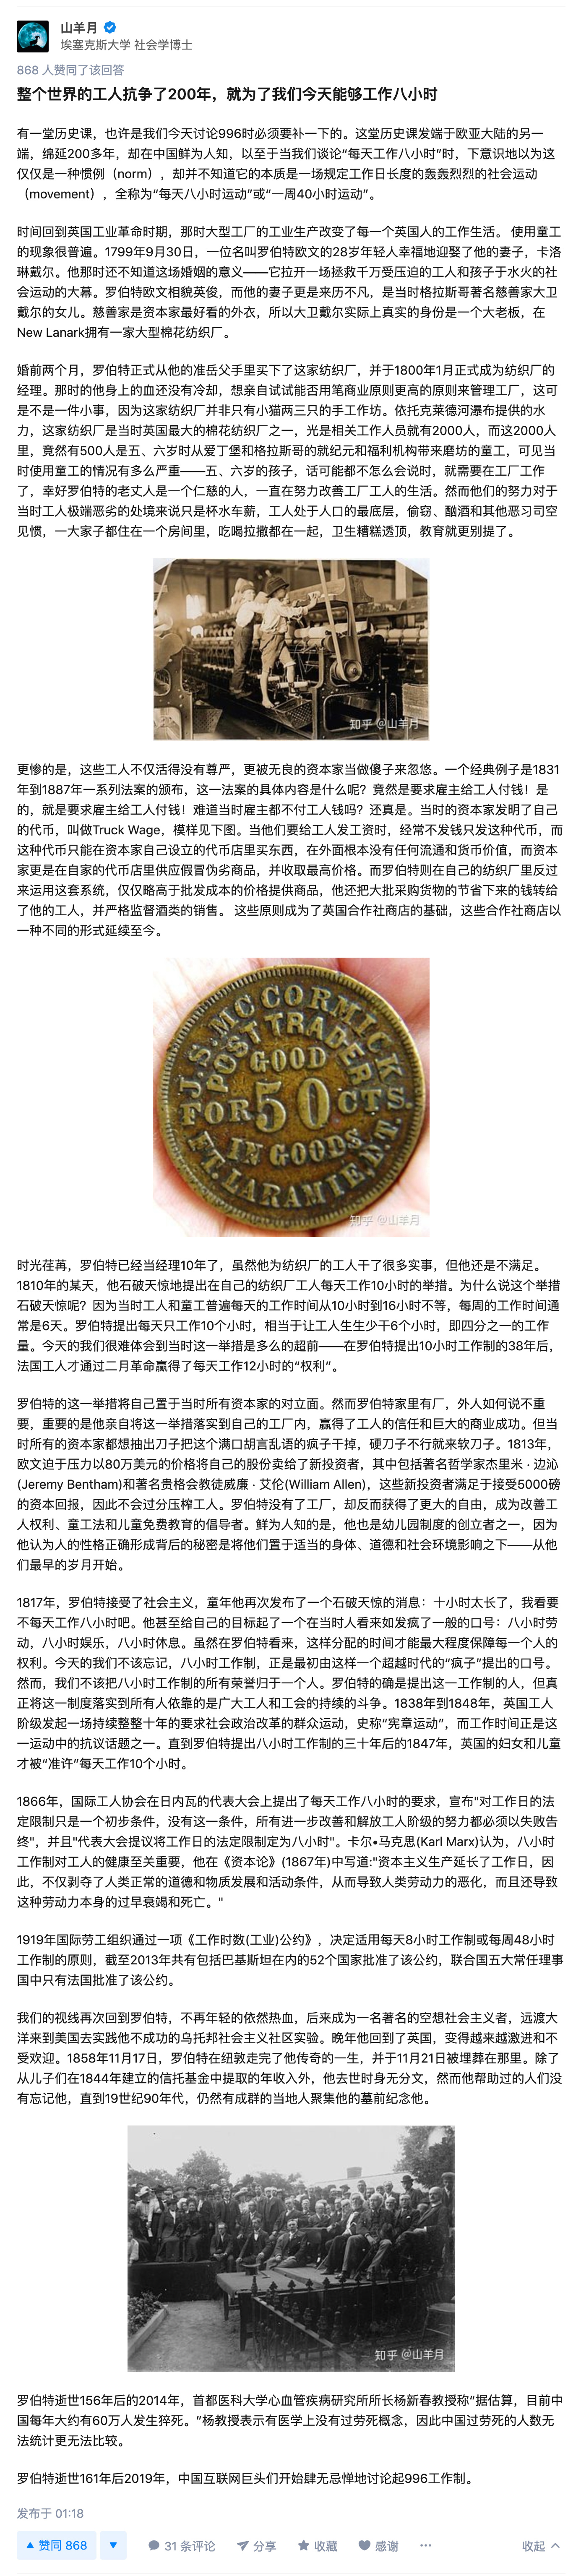 山羊月
埃塞克斯大学 社会学博士
868 人赞同了该回答
整个世界的工人抗争了200年，就为了我们今天能够工作八小时
有一堂历史课，也许是我们今天讨论996时必须要补一下的。这堂历史课发端于欧亚大陆的另一
端，绵延200多年，却在中国鲜为人知，以至于当我们谈论“每天工作八小时”时，下意识地以为这
仅仅是一种惯例（norm），却并不知道它的本质是一场规定工作日长度的轰轰烈烈的社会运动
（movement），全称为“每天八小时运动”或“一周40小时运动”。
时间回到英国工业革命时期，那时大型工厂的工业生产改变了每一个英国人的工作生活。 使用童工
的现象很普遍。1799年9月30日，一位名叫罗伯特欧文的28岁年轻人幸福地迎娶了他的妻子，卡洛
琳戴尔。他那时还不知道这场婚姻的意义——它拉开一场拯救千万受压迫的工人和孩子于水火的社
会运动的大幕。罗伯特欧文相貌英俊，而他的妻子更是来历不凡，是当时格拉斯哥著名慈善家大卫
戴尔的女儿。慈善家是资本家最好看的外衣，所以大卫戴尔实际上真实的身份是一个大老板，在
New Lanark拥有一家大型棉花纺织厂。
婚前两个月，罗伯特正式从他的准岳父手里买下了这家纺织厂，并于1800年1月正式成为纺织厂的
经理。那时的他身上的血还没有冷却，想亲自试试能否用笔商业原则更高的原则来管理工厂，这可
是不是一件小事，因为这家纺织厂并非只有小猫两三只的手工作坊。依托克莱德河瀑布提供的水
力，这家纺织厂是当时英国最大的棉花纺织厂之一，光是相关工作人员就有2000人，而这2000人
里，竟然有500人是五、六岁时从爱丁堡和格拉斯哥的就纪元和福利机构带来磨坊的童工，可见当
时使用童工的情况有多么严重——五、六岁的孩子，话可能都不怎么会说时，就需要在工厂工作
了，幸好罗伯特的老丈人是一个仁慈的人，一直在努力改善工厂工人的生活。然而他们的努力对于
当时工人极端恶劣的处境来说只是杯水车薪，工人处于人口的最底层，偷窃、酗酒和其他恶习司空
见惯，一大家子都住在一个房间里，吃喝拉撒都在一起，卫生糟糕透顶，教育就更别提了。
知乎 @山羊月
更惨的是，这些工人不仅活得没有尊严，更被无良的资本家当做傻子来忽悠。一个经典例子是1831
年到1887年一系列法案的颁布，这一法案的具体内容是什么呢？竟然是要求雇主给工人付钱！是
的，就是要求雇主给工人付钱！难道当时雇主都不付工人钱吗？还真是。当时的资本家发明了自己
的代币，叫做Truck Wage，模样见下图。当他们要给工人发工资时，经常不发钱只发这种代币，而
这种代币只能在资本家自己设立的代币店里买东西，在外面根本没有任何流通和货币价值，而资本
家更是在自家的代币店里供应假冒伪劣商品，并收取最高价格。而罗伯特则在自己的纺织厂里反过
来运用这套系统，仅仅略高于批发成本的价格提供商品，他还把大批采购货物的节省下来的钱转给
了他的工人，并严格监督酒类的销售。 这些原则成为了英国合作社商店的基础，这些合作社商店以
一种不同的形式延续至今。
J.S. MCCORMICK
POST TRADER
GOOD
FOR 50 CTS.
IN GOODS
FT. LARAMIE, N.T.
知乎 @山羊月
时光荏苒，罗伯特已经当经理10年了，虽然他为纺织厂的工人干了很多实事，但他还是不满足。
1810年的某天，他石破天惊地提出在自己的纺织厂工人每天工作10小时的举措。为什么说这个举措
石破天惊呢？因为当时工人和童工普遍每天的工作时间从10小时到16小时不等，每周的工作时间通
常是6天。罗伯特提出每天只工作10个小时，相当于让工人生生少干6个小时，即四分之一的工作
量。今天的我们很难体会到当时这一举措是多么的超前——在罗伯特提出10小时工作制的38年后，
法国工人才通过二月革命赢得了每天工作12小时的“权利”。
罗伯特的这一举措将自己置于当时所有资本家的对立面。然而罗伯特家里有厂，外人如何说不重
要，重要的是他亲自将这一举措落实到自己的工厂内，赢得了工人的信任和巨大的商业成功。但当
时所有的资本家都想抽出刀子把这个满口胡言乱语的疯子干掉，硬刀子不行就来软刀子。1813年，
欧文迫于压力以80万美元的价格将自己的股份卖给了新投资者，其中包括著名哲学家杰里米 · 边沁
(Jeremy Bentham)和著名贵格会教徒威廉 · 艾伦(William Allen)，这些新投资者满足于接受5000磅
的资本回报，因此不会过分压榨工人。罗伯特没有了工厂，却反而获得了更大的自由，成为改善工
人权利、童工法和儿童免费教育的倡导者。鲜为人知的是，他也是幼儿园制度的创立者之一，因为
他认为人的性格正确形成背后的秘密是将他们置于适当的身体、道德和社会环境影响之下——从他
们最早的岁月开始。
1817年，罗伯特接受了社会主义，童年他再次发布了一个石破天惊的消息：十小时太长了，我看要
不每天工作八小时吧。他甚至给自己的目标起了一个在当时人看来如发疯了一般的口号：八小时劳
动，八小时娱乐，八小时休息。虽然在罗伯特看来，这样分配的时间才能最大程度保障每一个人的
权利。今天的我们不该忘记，八小时工作制，正是最初由这样一个超越时代的“疯子”提出的口号。
然而，我们不该把八小时工作制的所有荣誉归于一个人。罗伯特的确是提出这一工作制的人，但真
正将这一制度落实到所有人依靠的是广大工人和工会的持续的斗争。1838年到1848年，英国工人
阶级发起一场持续整整十年的要求社会政治改革的群众运动，史称“宪章运动”，而工作时间正是这
一运动中的抗议话题之一。直到罗伯特提出八小时工作制的三十年后的1847年，英国的妇女和儿童
才被“准许”每天工作10个小时。
1866年，国际工人协会在日内瓦的代表大会上提出了每天工作八小时的要求，宣布"对工作日的法
定限制只是一个初步条件，没有这一条件，所有进一步改善和解放工人阶级的努力都必须以失败告
终"，并且"代表大会提议将工作日的法定限制定为八小时"。卡尔•马克思(Karl Marx)认为，八小时
工作制对工人的健康至关重要，他在《资本论》(1867年)中写道:"资本主义生产延长了工作日，因
此，不仅剥夺了人类正常的道德和物质发展和活动条件，从而导致人类劳动力的恶化，而且还导致
这种劳动力本身的过早衰竭和死亡。"
1919年国际劳工组织通过一项《工作时数(工业)公约》，决定适用每天8小时工作制或每周48小时
工作制的原则，截至2013年共有包括巴基斯坦在内的52个国家批准了该公约，联合国五大常任理事
国中只有法国批准了该公约。
我们的视线再次回到罗伯特，不再年轻的依然热血，后来成为一名著名的空想社会主义者，远渡大
洋来到美国去实践他不成功的乌托邦社会主义社区实验。晚年他回到了英国，变得越来越激进和不
受欢迎。1858年11月17日，罗伯特在纽敦走完了他传奇的一生，并于11月21日被埋葬在那里。除了
从儿子们在1844年建立的信托基金中提取的年收入外，他去世时身无分文，然而他帮助过的人们没
有忘记他，直到19世纪90年代，仍然有成群的当地人聚集他的墓前纪念他。
知乎 @山羊月
罗伯特逝世156年后的2014年，首都医科大学心血管疾病研究所所长杨新春教授称“据估算，目前中
国每年大约有60万人发生猝死。”杨教授表示有医学上没有过劳死概念，因此中国过劳死的人数无
法统计更无法比较。
罗伯特逝世161年后2019年，中国互联网巨头们开始肆无忌惮地讨论起996工作制。
发布于 01:18
赞同 868 31 条评论 分享 收藏 感谢 ··· 收起